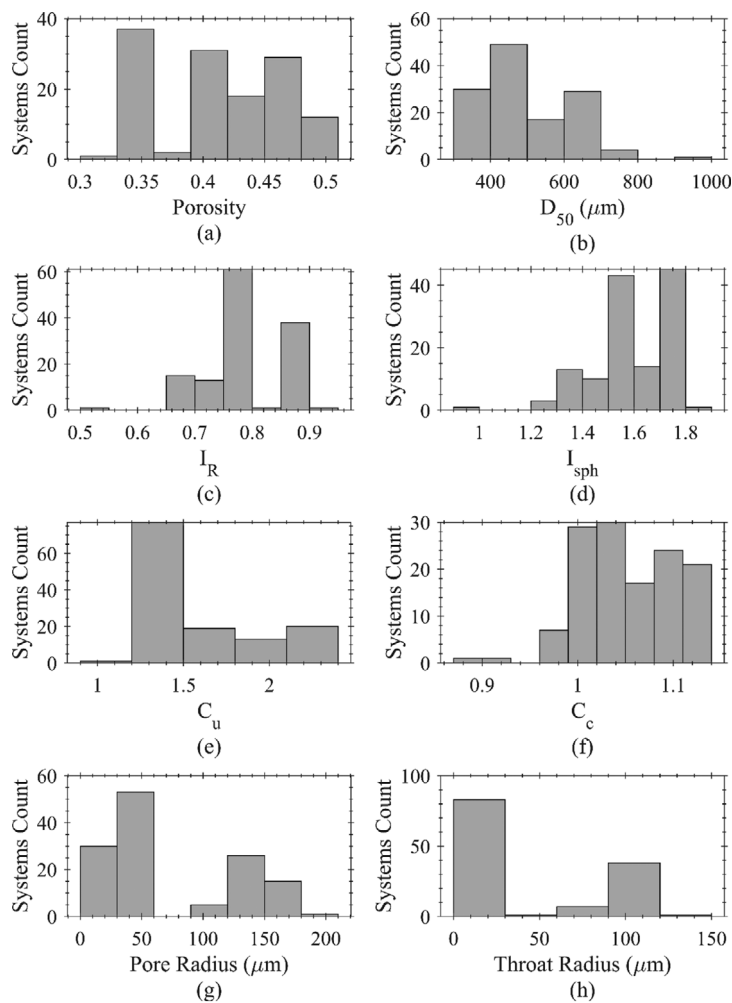 Systems Count
40
20
0
0.3 0.35 0.4 0.45 0.5
Porosity
(a)
Systems Count
60
40
20
0
400 600 800 1000
D50 (μm)
(b)
Systems Count
60
40
20
0
0.5 0.6 0.7 0.8 0.9
IR
(c)
Systems Count
40
20
0
1 1.2 1.4 1.6 1.8
Isph
(d)
Systems Count
60
40
20
0
1 1.5 2
Cu
(e)
Systems Count
30
20
10
0
0.9 1 1.1
Cc
(f)
Systems Count
60
40
20
0
0 50 100 150 200
Pore Radius (μm)
(g)
Systems Count
100
50
0
0 50 100 150
Throat Radius (μm)
(h)